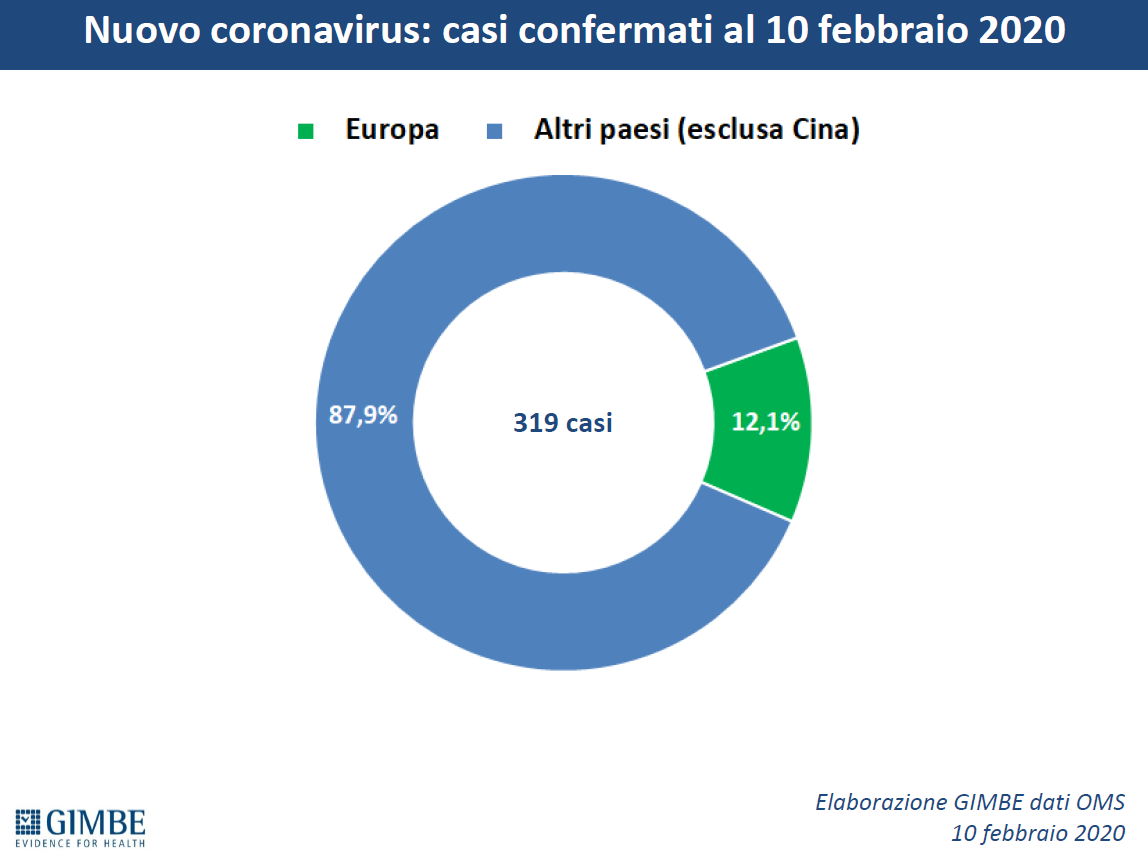 Nuovo coronavirus: casi confermati al 10 febbraio 2020
Europa Altri paesi (esclusa Cina)
87,9%
319 casi
12,1%
Elaborazione GIMBE dati OMS
10 febbraio 2020
GIMBE
EVIDENCE FOR HEALTH